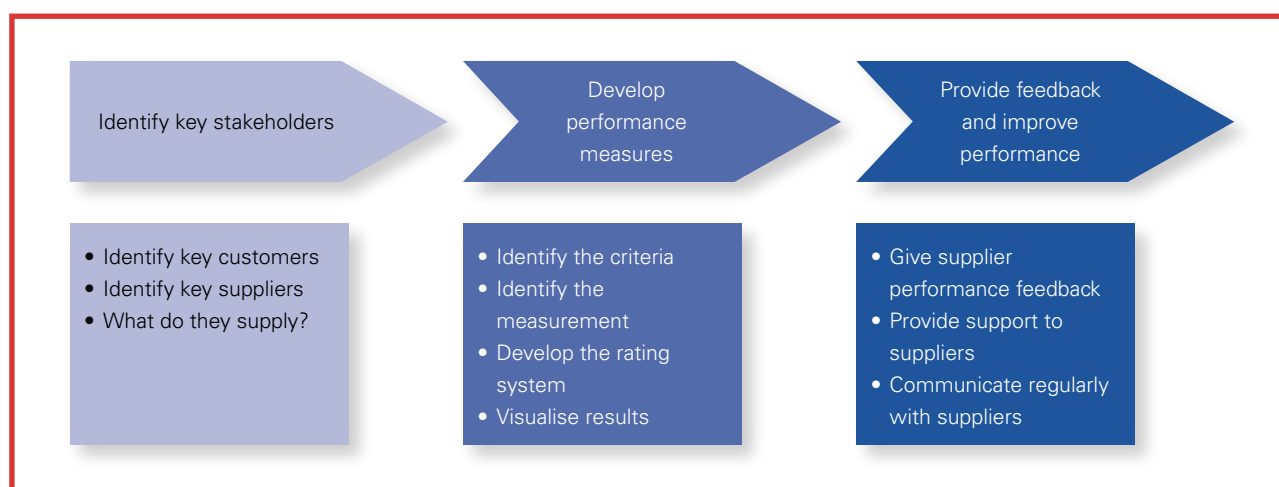 Identify key stakeholders
Develop
performance
measures
Provide feedback
and improve
performance
• Identify key customers
• Identify key suppliers
• What do they supply?
• Identify the criteria
• Identify the
measurement
• Develop the rating
system
• Visualise results
• Give supplier
performance feedback
• Provide support to
suppliers
• Communicate regularly
with suppliers